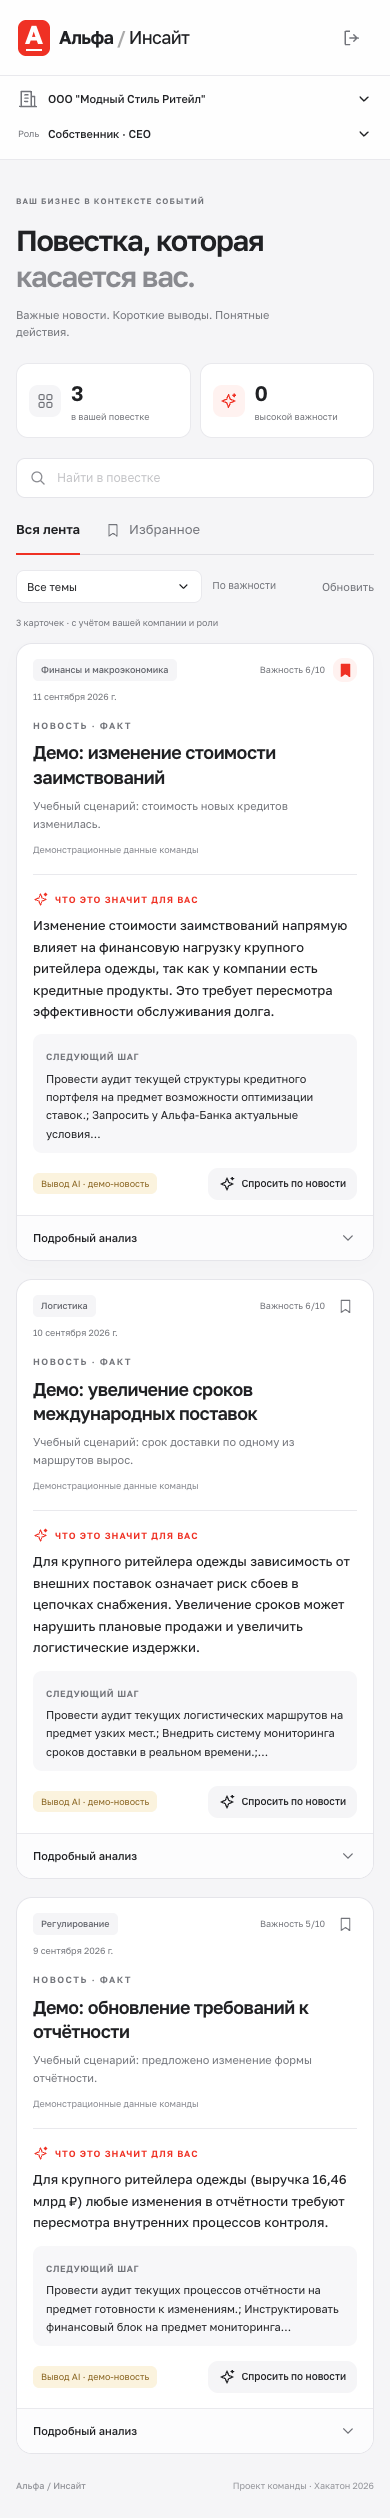 А Альфа / Инсайт
ООО "Модный Стиль Ритейл"
Роль Собственник · CEO
ВАШ БИЗНЕС В КОНТЕКСТЕ СОБЫТИЙ
Повестка, которая
касается вас.
Важные новости. Короткие выводы. Понятные
действия.
3
в вашей повестке
0
высокой важности
Найти в повестке
Вся лента Избранное
Все темы По важности Обновить
3 карточек · с учётом вашей компании и роли
Финансы и макроэкономика Важность 6/10
11 сентября 2026 г.
НОВОСТЬ · ФАКТ
Демо: изменение стоимости
заимствований
Учебный сценарий: стоимость новых кредитов
изменилась.
Демонстрационные данные команды
ЧТО ЭТО ЗНАЧИТ ДЛЯ ВАС
Изменение стоимости заимствований напрямую
влияет на финансовую нагрузку крупного
ритейлера одежды, так как у компании есть
кредитные продукты. Это требует пересмотра
эффективности обслуживания долга.
СЛЕДУЮЩИЙ ШАГ
Провести аудит текущей структуры кредитного
портфеля на предмет возможности оптимизации
ставок.; Запросить у Альфа-Банка актуальные
условия...
Вывод AI · демо-новость Спросить по новости
Подробный анализ
Логистика Важность 6/10
10 сентября 2026 г.
НОВОСТЬ · ФАКТ
Демо: увеличение сроков
международных поставок
Учебный сценарий: срок доставки по одному из
маршрутов вырос.
Демонстрационные данные команды
ЧТО ЭТО ЗНАЧИТ ДЛЯ ВАС
Для крупного ритейлера одежды зависимость от
внешних поставок означает риск сбоев в
цепочках снабжения. Увеличение сроков может
нарушить плановые продажи и увеличить
логистические издержки.
СЛЕДУЮЩИЙ ШАГ
Провести аудит текущих логистических маршрутов на
предмет узких мест.; Внедрить систему мониторинга
сроков доставки в реальном времени.;...
Вывод AI · демо-новость Спросить по новости
Подробный анализ
Регулирование Важность 5/10
9 сентября 2026 г.
НОВОСТЬ · ФАКТ
Демо: обновление требований к
отчётности
Учебный сценарий: предложено изменение формы
отчётности.
Демонстрационные данные команды
ЧТО ЭТО ЗНАЧИТ ДЛЯ ВАС
Для крупного ритейлера одежды (выручка 16,46
млрд ₽) любые изменения в отчётности требуют
пересмотра внутренних процессов контроля.
СЛЕДУЮЩИЙ ШАГ
Провести аудит текущих процессов отчётности на
предмет готовности к изменениям.; Инструктировать
финансовый блок на предмет мониторинга...
Вывод AI · демо-новость Спросить по новости
Подробный анализ
Альфа / Инсайт Проект команды · Хакатон 2026